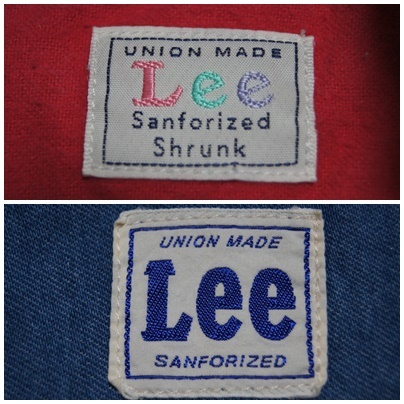 UNION MADE
Lee
Sanforized
Shrunk
UNION MADE
Lee
SANFORIZED